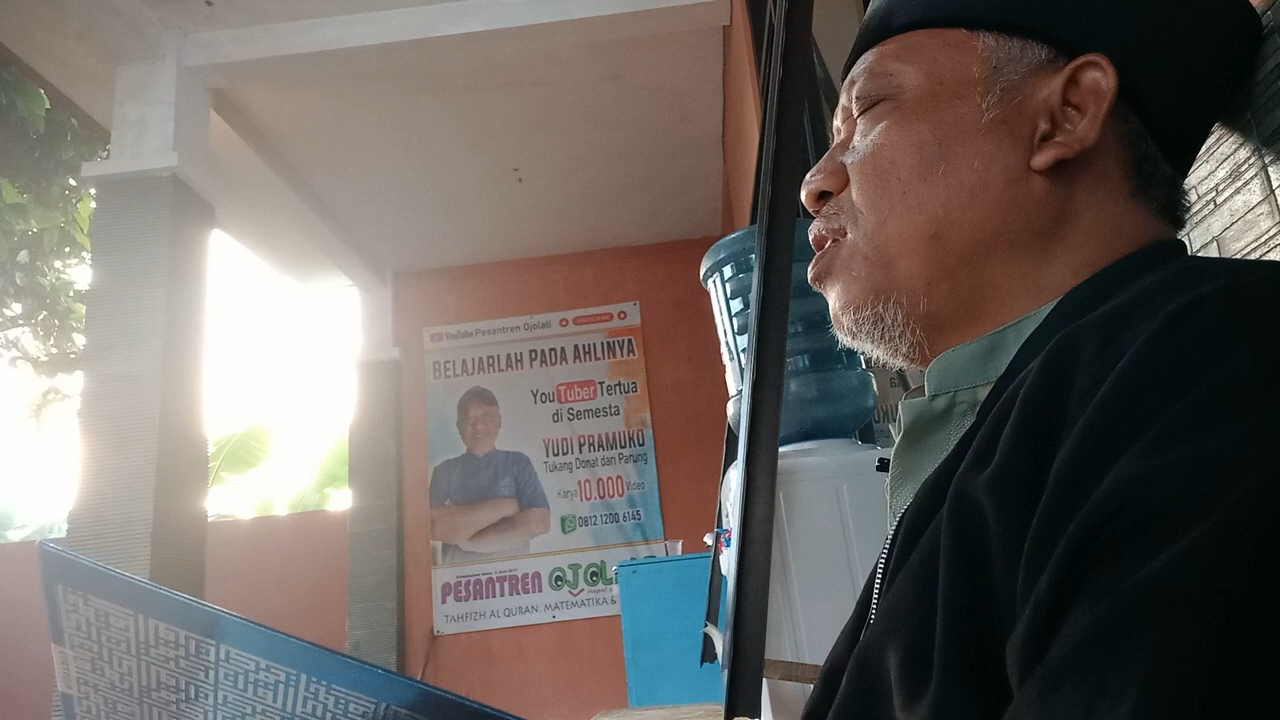 YouTube Pesantren Ojolali
BELAJARLAH PADA AHLINYA
YouTuber Tertua
di Semesta
YUDI PRAMUKO
Tukang Donat dari Parung
Karya 10.000 Video
0812 1200 6145
PESANTREN OJOL
Hapal
TAHFIZH AL QURAN, MATEMATIKA &